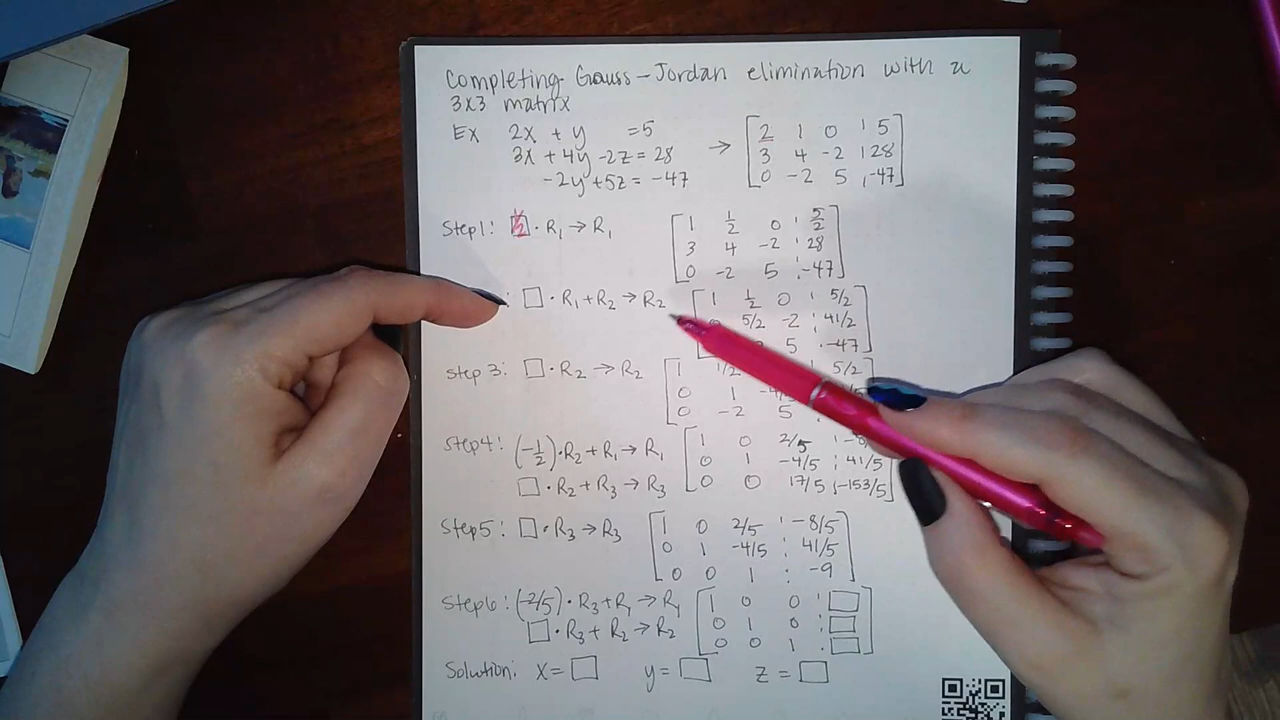 Completing Gauss-Jordan elimination with a
3x3 matrix
Ex 2x + y = 5 → [2 1 0 | 5
3x + 4y - 2z = 28 3 4 -2 | 28
-2y + 5z = -47 0 -2 5 | -47]
Step 1: 1/2 · R₁ → R₁ [1 1/2 0 | 5/2
3 4 -2 | 28
0 -2 5 | -47]
: □ · R₁ + R₂ → R₂ [1 1/2 0 | 5/2
5/2 -2 | 41/2
5 | -47]
Step 3: □ · R₂ → R₂ [1 1/2 | 5/2
0 1
0 -2 5
Step 4: (-1/2) · R₂ + R₁ → R₁ [1 0 2/5 |
0 1 -4/5 | 41/5
□ · R₂ + R₃ → R₃ 0 0 17/5 | -153/5]
Step 5: □ · R₃ → R₃ [1 0 2/5 | -8/5
0 1 -4/5 | 41/5
0 0 1 | -9]
Step 6: (-2/5) · R₃ + R₁ → R₁ [1 0 0 | □
□ · R₃ + R₂ → R₂ 0 1 0 | □
0 0 1 | □]
Solution: x = □ y = □ z = □